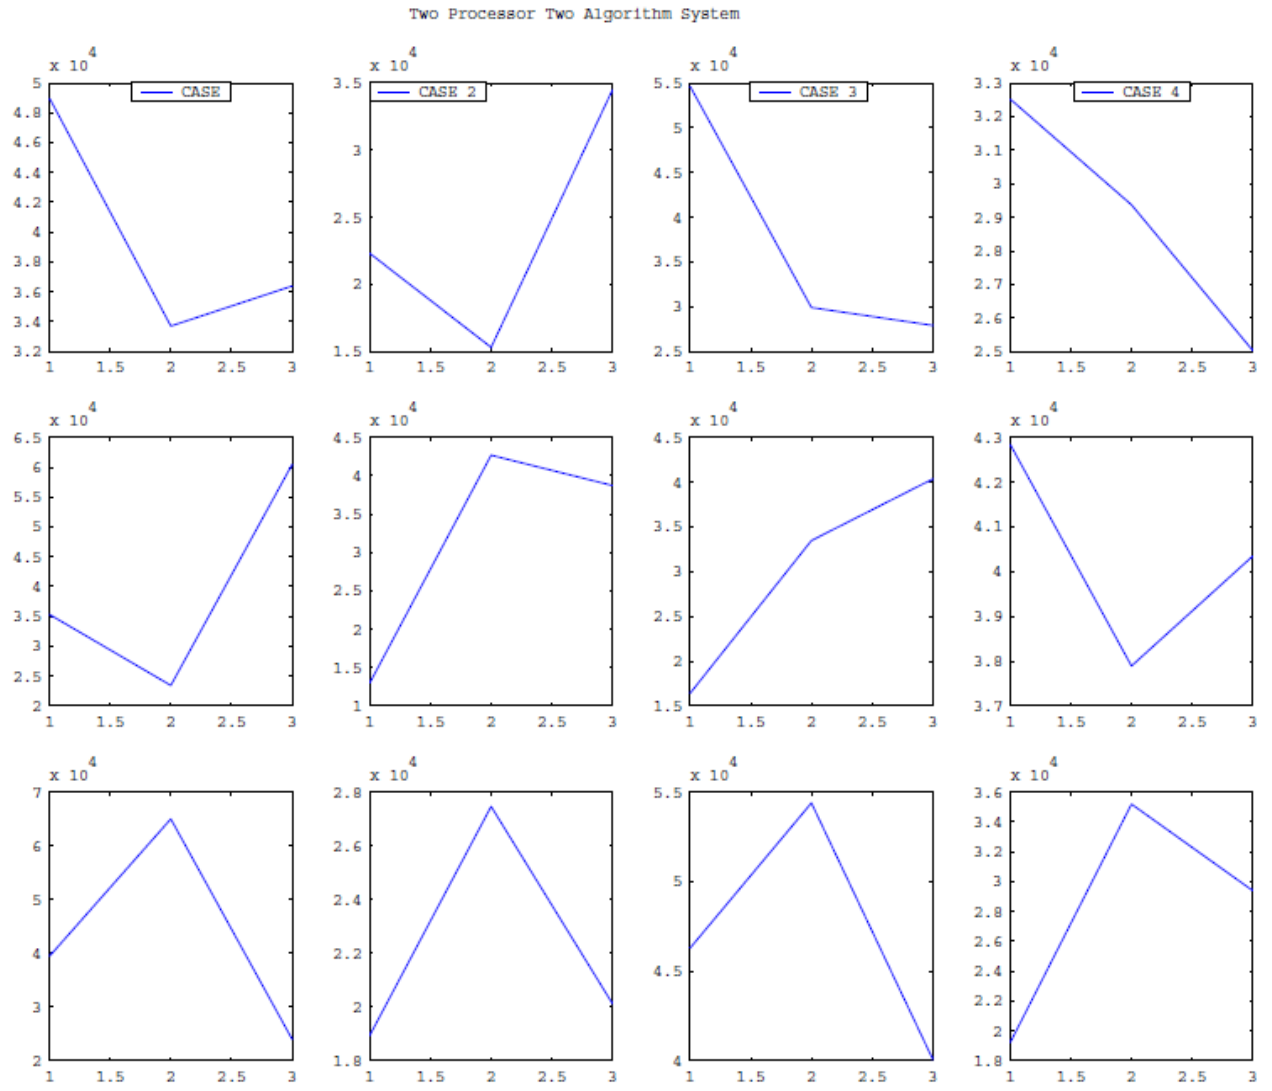 Two Processor Two Algorithm System
x 10^4 x 10^4 x 10^4 x 10^4
CASE CASE 2 CASE 3 CASE 4
5 4.8 4.6 4.4 4.2 4 3.8 3.6 3.4 3.2
1 1.5 2 2.5 3
3.5 3 2.5 2 1.5
1 1.5 2 2.5 3
5.5 5 4.5 4 3.5 3 2.5
1 1.5 2 2.5 3
3.3 3.2 3.1 3 2.9 2.8 2.7 2.6 2.5
1 1.5 2 2.5 3
x 10^4 x 10^4 x 10^4 x 10^4
6.5 6 5.5 5 4.5 4 3.5 3 2.5 2
1 1.5 2 2.5 3
4.5 4 3.5 3 2.5 2 1.5 1
1 1.5 2 2.5 3
4.5 4 3.5 3 2.5 2 1.5
1 1.5 2 2.5 3
4.3 4.2 4.1 4 3.9 3.8 3.7
1 1.5 2 2.5 3
x 10^4 x 10^4 x 10^4 x 10^4
7 6 5 4 3 2
1 1.5 2 2.5 3
2.8 2.6 2.4 2.2 2 1.8
1 1.5 2 2.5 3
5.5 5 4.5 4
1 1.5 2 2.5 3
3.6 3.4 3.2 3 2.8 2.6 2.4 2.2 2 1.8
1 1.5 2 2.5 3